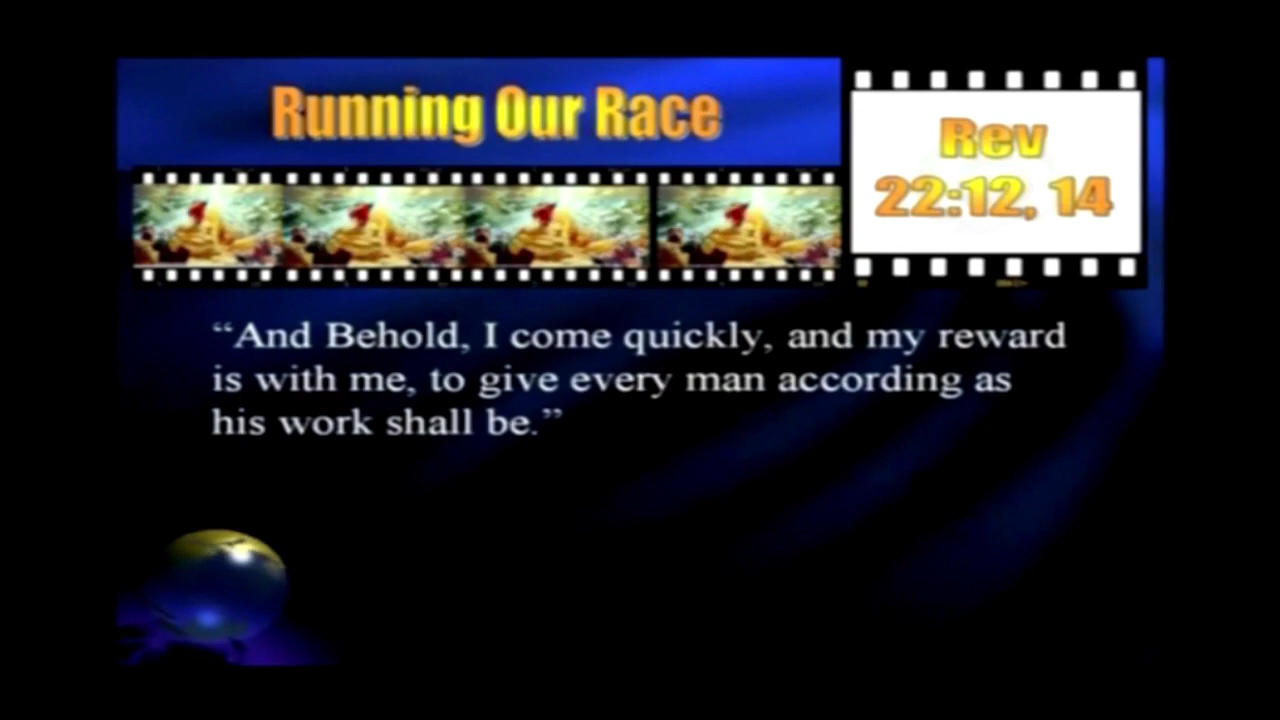 Running Our Race
Rev
22:12, 14
“And Behold, I come quickly, and my reward
is with me, to give every man according as
his work shall be.”